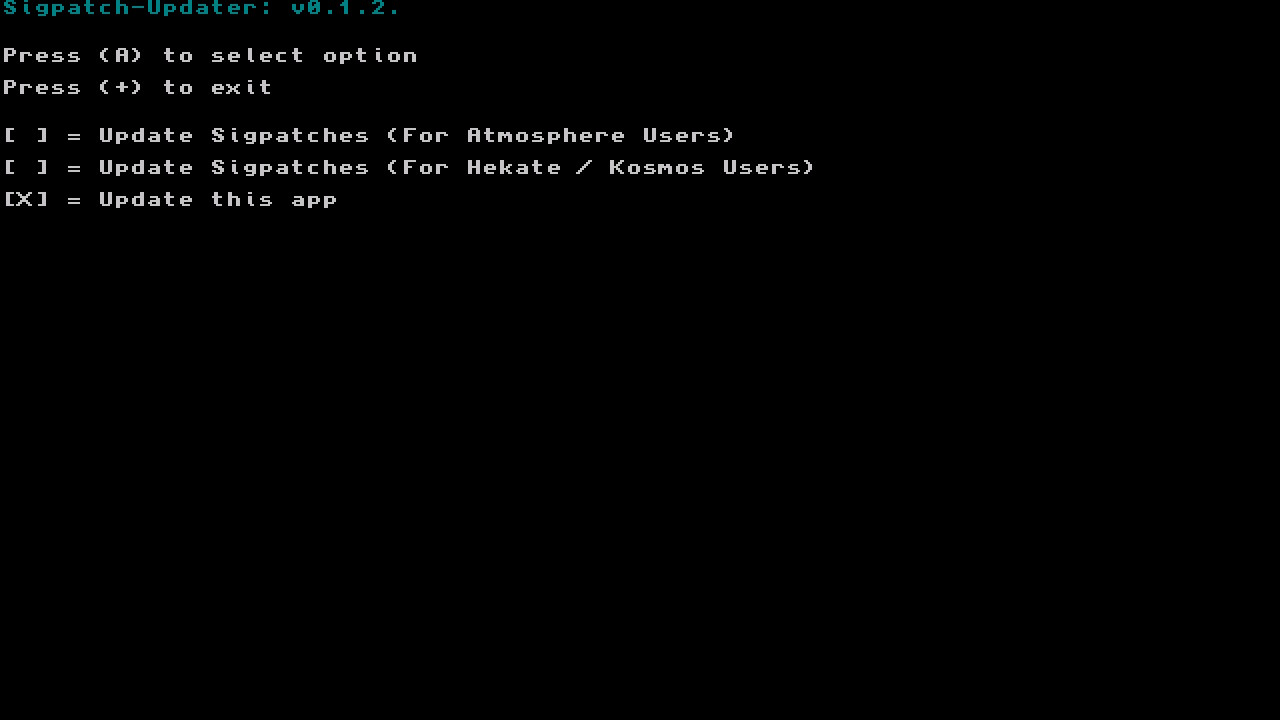 Sigpatch-Updater: v0.1.2.
Press (A) to select option
Press (+) to exit
[ ] = Update Sigpatches (For Atmosphere Users)
[ ] = Update Sigpatches (For Hekate / Kosmos Users)
[X] = Update this app